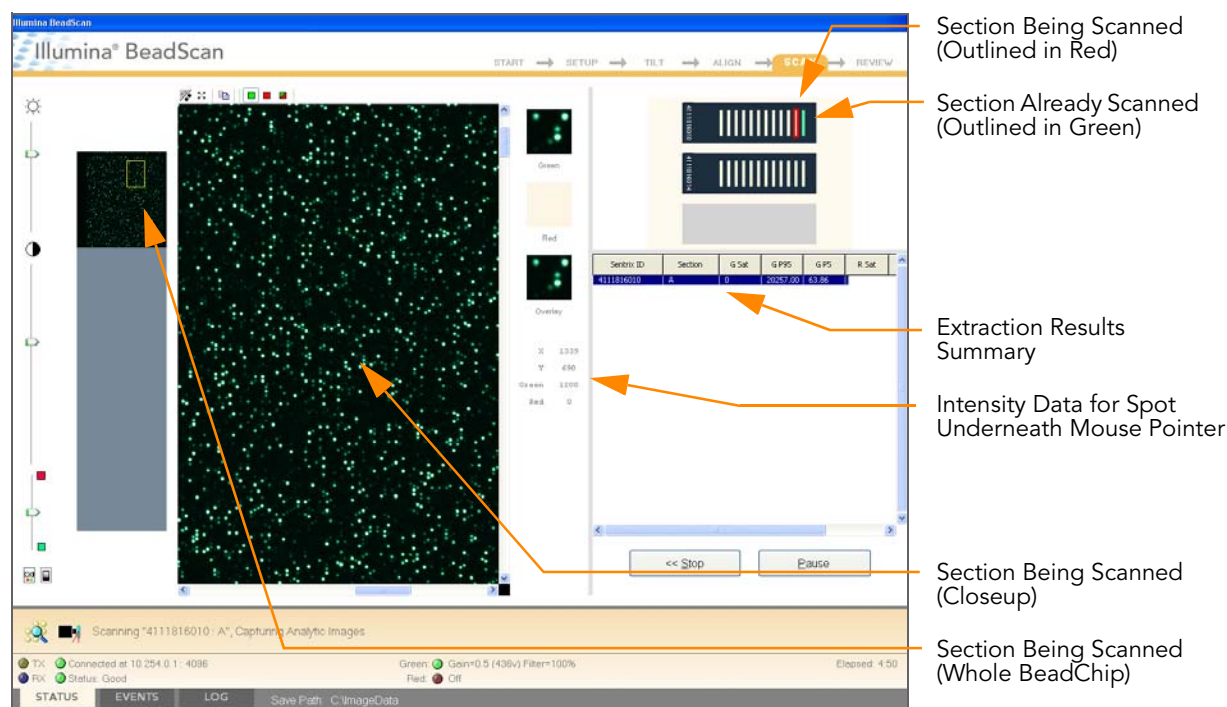 Illumina BeadScan
Illumina® BeadScan
START
SETUP
TILT
ALIGN
SCAN
REVIEW
Section Being Scanned
(Outlined in Red)
Section Already Scanned
(Outlined in Green)
4111816010
4111816014
Green
Red
Overlay
Sentrix ID Section G Sat G P95 G P5 R Sat
4111816010 A 0 20257.00 63.86
X 1339
Y 690
Green 1200
Red 0
Extraction Results
Summary
Intensity Data for Spot
Underneath Mouse Pointer
<< Stop
Pause
Section Being Scanned
(Closeup)
Section Being Scanned
(Whole BeadChip)
Scanning "4111816010 : A", Capturing Analytic Images
TX Connected at 10.254.0.1 : 4096 Green: Gain=0.5 (436v) Filter=100% Elapsed: 4:50
RX Status: Good Red: Off
STATUS EVENTS LOG Save Path: C:\ImageData